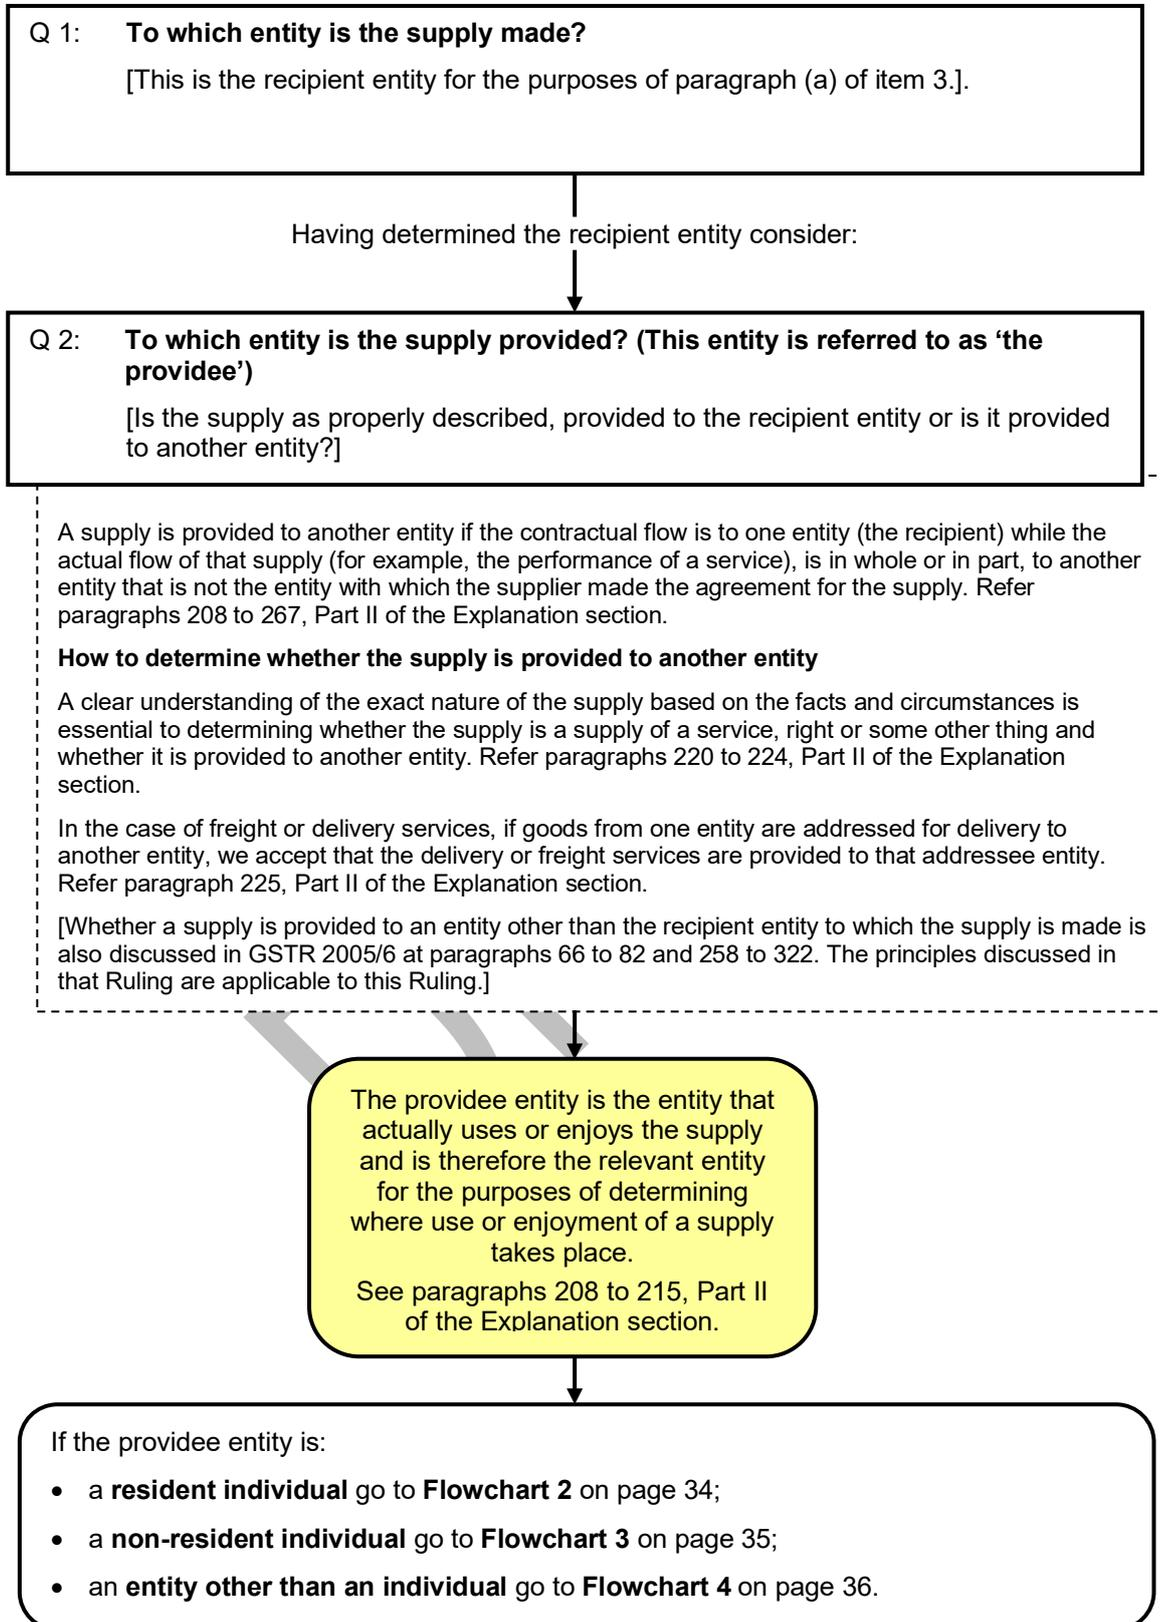 Q 1: To which entity is the supply made?
[This is the recipient entity for the purposes of paragraph (a) of item 3.].
Having determined the recipient entity consider:
Q 2: To which entity is the supply provided? (This entity is referred to as ‘the
providee’)
[Is the supply as properly described, provided to the recipient entity or is it provided
to another entity?]
A supply is provided to another entity if the contractual flow is to one entity (the recipient) while the
actual flow of that supply (for example, the performance of a service), is in whole or in part, to another
entity that is not the entity with which the supplier made the agreement for the supply. Refer
paragraphs 208 to 267, Part II of the Explanation section.
How to determine whether the supply is provided to another entity
A clear understanding of the exact nature of the supply based on the facts and circumstances is
essential to determining whether the supply is a supply of a service, right or some other thing and
whether it is provided to another entity. Refer paragraphs 220 to 224, Part II of the Explanation
section.
In the case of freight or delivery services, if goods from one entity are addressed for delivery to
another entity, we accept that the delivery or freight services are provided to that addressee entity.
Refer paragraph 225, Part II of the Explanation section.
[Whether a supply is provided to an entity other than the recipient entity to which the supply is made is
also discussed in GSTR 2005/6 at paragraphs 66 to 82 and 258 to 322. The principles discussed in
that Ruling are applicable to this Ruling.]
The providee entity is the entity that
actually uses or enjoys the supply
and is therefore the relevant entity
for the purposes of determining
where use or enjoyment of a supply
takes place.
See paragraphs 208 to 215, Part II
of the Explanation section.
If the providee entity is:
• a resident individual go to Flowchart 2 on page 34;
• a non-resident individual go to Flowchart 3 on page 35;
• an entity other than an individual go to Flowchart 4 on page 36.